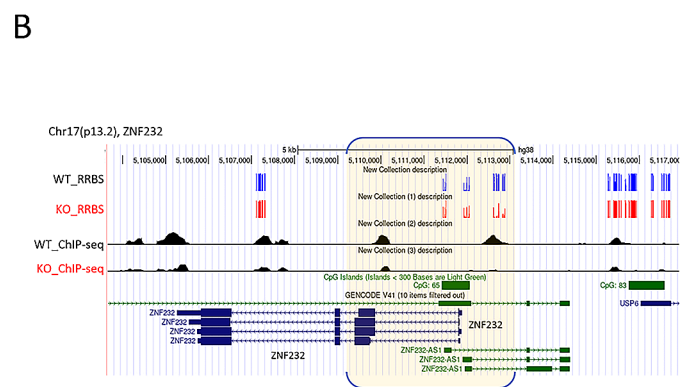 B
Chr17(p13.2), ZNF232
5 kb hg38
5,105,000 5,106,000 5,107,000 5,108,000 5,109,000 5,110,000 5,111,000 5,112,000 5,113,000 5,114,000 5,115,000 5,116,000 5,117,00
New Collection description
WT_RRBS
New Collection (1) description
KO_RRBS
New Collection (2) description
WT_ChIP-seq
New Collection (3) description
KO_ChIP-seq
CpG Islands (Islands < 300 Bases are Light Green)
CpG: 65 CpG: 83
GENCODE V41 (10 items filtered out)
USP6
ZNF232
ZNF232
ZNF232
ZNF232
ZNF232
ZNF232
ZNF232-AS1
ZNF232-AS1
ZNF232-AS1